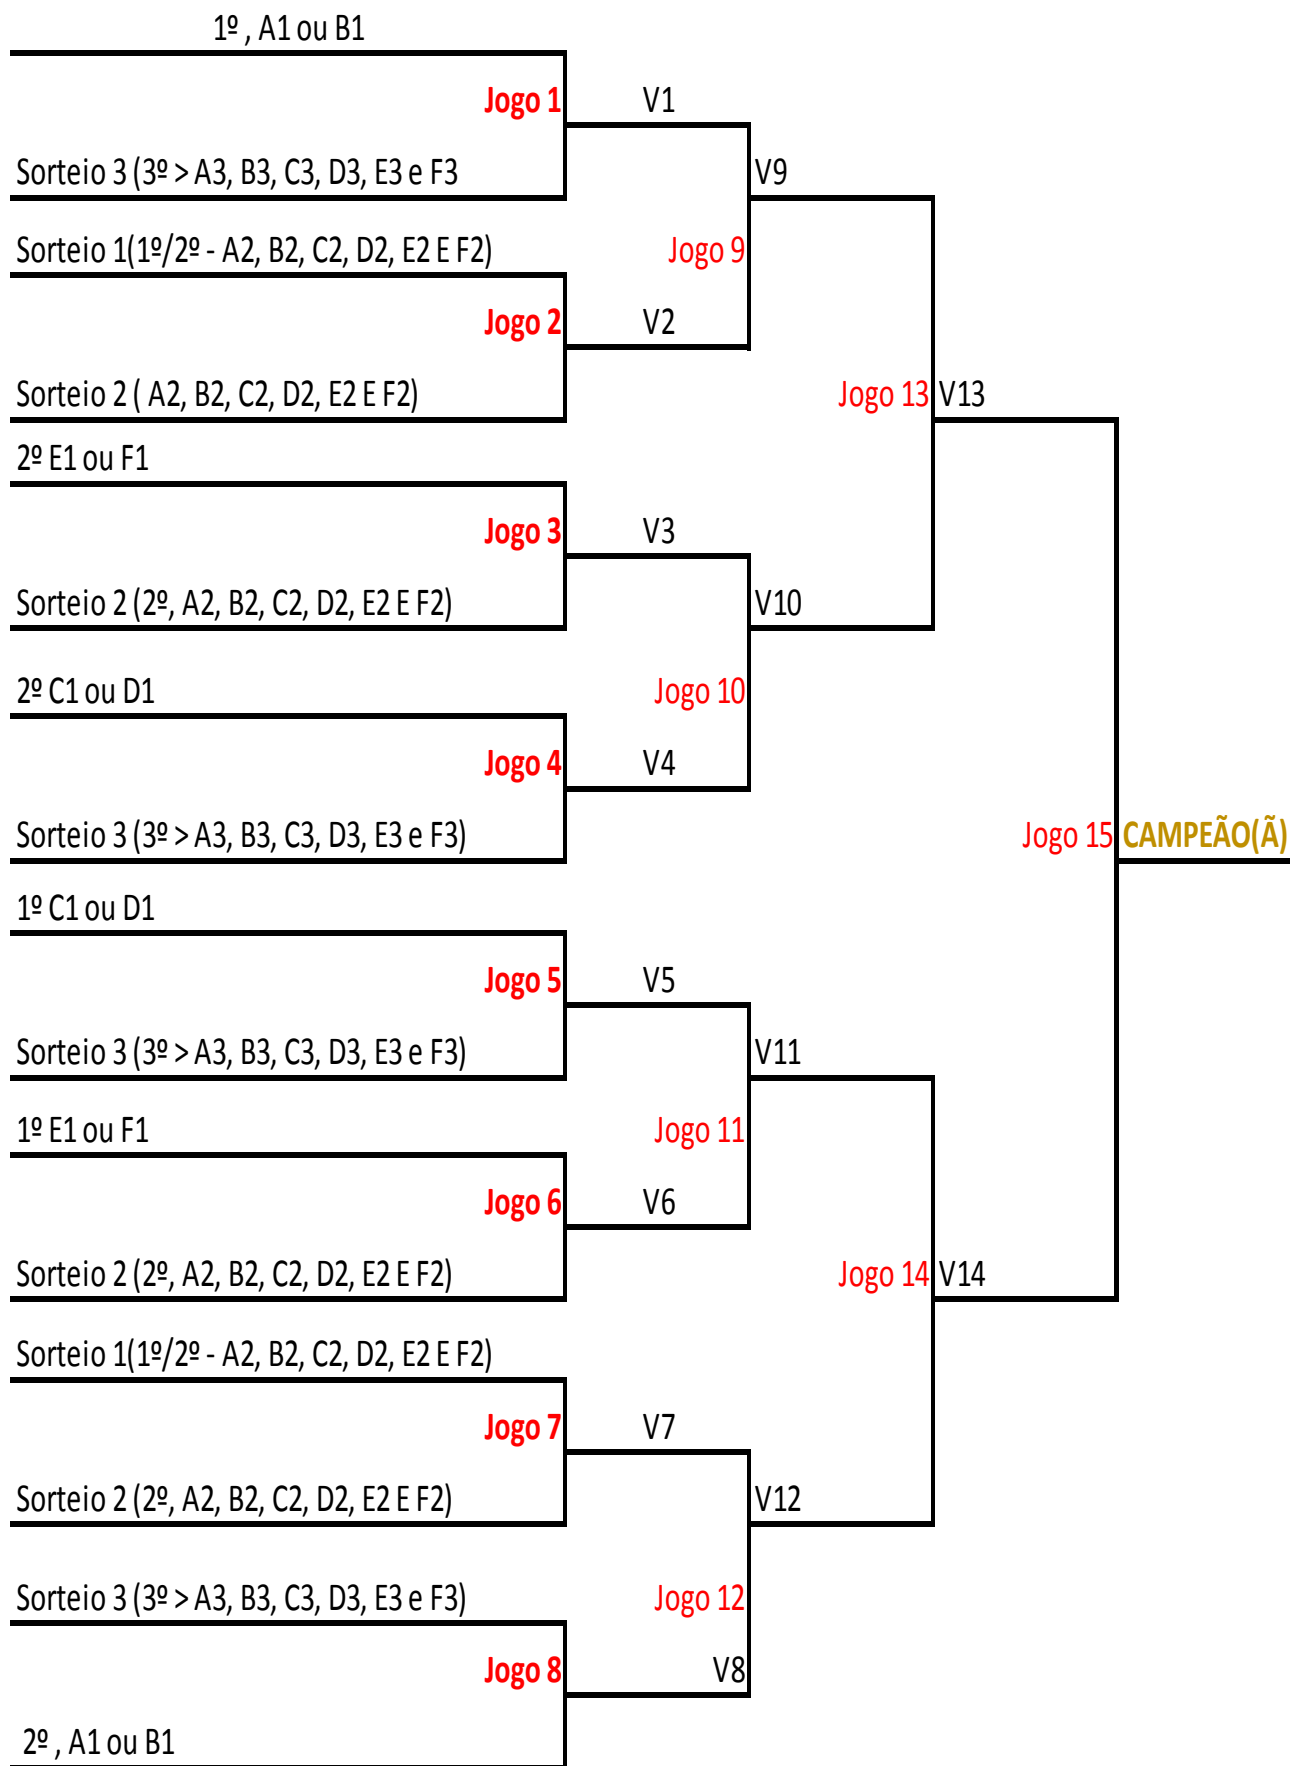 1º , A1 ou B1
Jogo 1
V1
Sorteio 3 (3º > A3, B3, C3, D3, E3 e F3
V9
Sorteio 1(1º/2º - A2, B2, C2, D2, E2 E F2)
Jogo 9
Jogo 2
V2
Sorteio 2 ( A2, B2, C2, D2, E2 E F2)
Jogo 13
V13
2º E1 ou F1
Jogo 3
V3
Sorteio 2 (2º, A2, B2, C2, D2, E2 E F2)
V10
2º C1 ou D1
Jogo 10
Jogo 4
V4
Sorteio 3 (3º > A3, B3, C3, D3, E3 e F3)
Jogo 15
CAMPEÃO(Ã)
1º C1 ou D1
Jogo 5
V5
Sorteio 3 (3º > A3, B3, C3, D3, E3 e F3)
V11
1º E1 ou F1
Jogo 11
Jogo 6
V6
Sorteio 2 (2º, A2, B2, C2, D2, E2 E F2)
Jogo 14
V14
Sorteio 1(1º/2º - A2, B2, C2, D2, E2 E F2)
Jogo 7
V7
Sorteio 2 (2º, A2, B2, C2, D2, E2 E F2)
V12
Sorteio 3 (3º > A3, B3, C3, D3, E3 e F3)
Jogo 12
Jogo 8
V8
2º , A1 ou B1